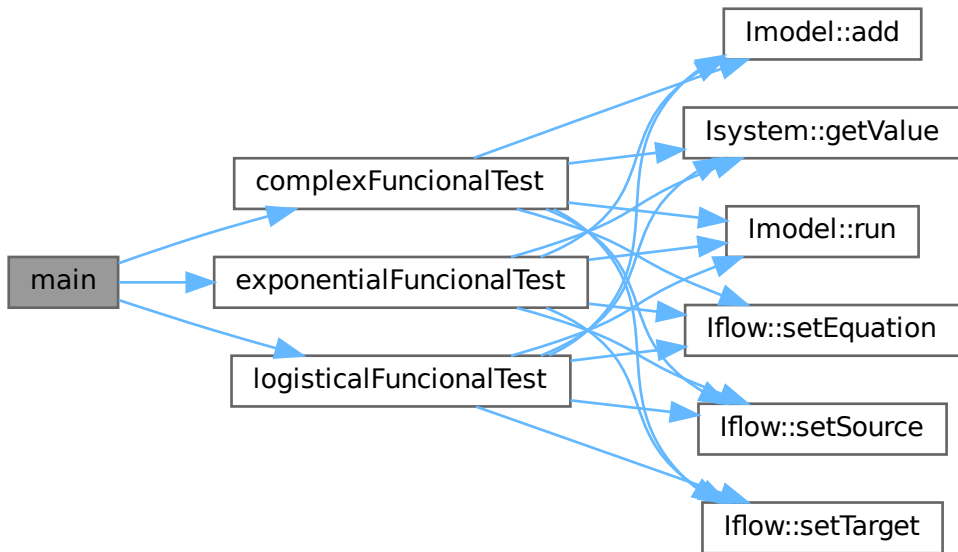 main
complexFuncionalTest
exponentialFuncionalTest
logisticalFuncionalTest
Imodel::add
Isystem::getValue
Imodel::run
Iflow::setEquation
Iflow::setSource
Iflow::setTarget